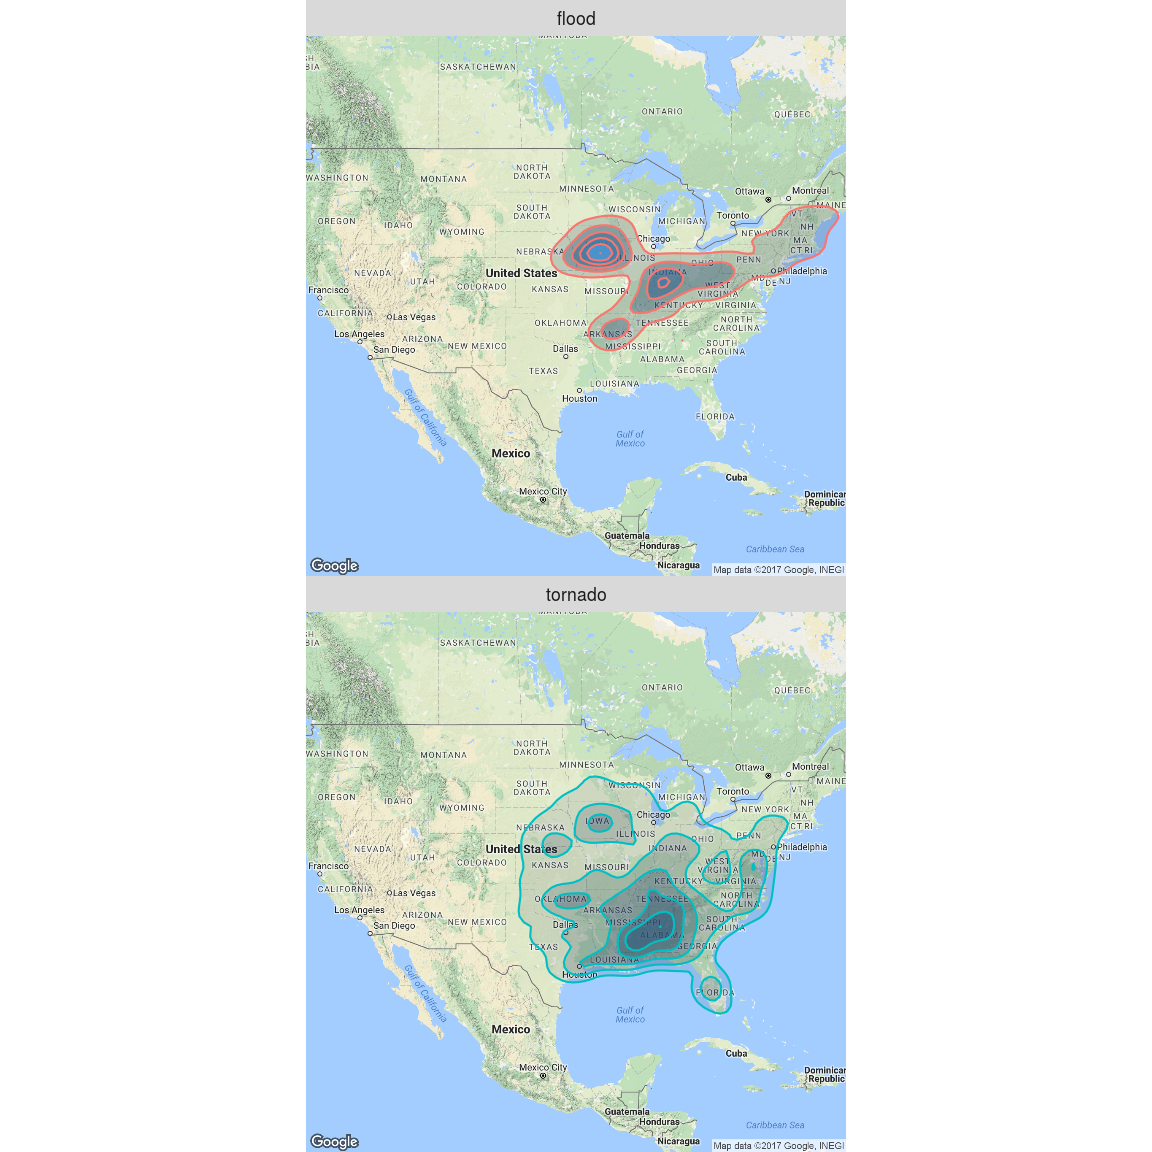 flood
MANITOBA
SASKATCHEWAN
ONTARIO
QUÉBEC
WASHINGTON
MONTANA
NORTH
DAKOTA
MINNESOTA
Ottawa
Montreal
MAINE
OREGON
IDAHO
SOUTH
DAKOTA
WISCONSIN
MICHIGAN
Toronto
VT
NH
WYOMING
NEW YORK
MA
CT RI
NEBRASKA
Chicago
ILLINOIS
OHIO
PENN
NEVADA
UTAH
United States
INDIANA
MD
Philadelphia
DE NJ
COLORADO
KANSAS
MISSOURI
WEST
VIRGINIA
Francisco
CALIFORNIA
Las Vegas
KENTUCKY
VIRGINIA
OKLAHOMA
TENNESSEE
NORTH
CAROLINA
Los Angeles
ARIZONA
NEW MEXICO
ARKANSAS
San Diego
Dallas
MISSISSIPPI
SOUTH
CAROLINA
ALABAMA
TEXAS
GEORGIA
LOUISIANA
Houston
Gulf of California
FLORIDA
Gulf of
Mexico
Mexico
Cuba
Mexico City
Dominican
Republic
Guatemala
Honduras
Caribbean Sea
Nicaragua
Google
Map data ©2017 Google, INEGI
tornado
MANITOBA
SASKATCHEWAN
ONTARIO
QUÉBEC
WASHINGTON
MONTANA
NORTH
DAKOTA
MINNESOTA
Ottawa
Montreal
MAINE
OREGON
IDAHO
SOUTH
DAKOTA
WISCONSIN
MICHIGAN
Toronto
NH
WYOMING
NEW YORK
MA
CT RI
NEBRASKA
IOWA
Chicago
ILLINOIS
OHIO
PENN
NEVADA
UTAH
United States
INDIANA
MD
Philadelphia
DE NJ
COLORADO
KANSAS
MISSOURI
WEST
VIRGINIA
Francisco
CALIFORNIA
Las Vegas
KENTUCKY
VIRGINIA
OKLAHOMA
TENNESSEE
NORTH
CAROLINA
Los Angeles
ARIZONA
NEW MEXICO
ARKANSAS
San Diego
Dallas
MISSISSIPPI
SOUTH
CAROLINA
ALABAMA
TEXAS
GEORGIA
LOUISIANA
Houston
Gulf of California
FLORIDA
Gulf of
Mexico
Mexico
Cuba
Mexico City
Dominican
Republic
Guatemala
Honduras
Caribbean Sea
Nicaragua
Google
Map data ©2017 Google, INEGI